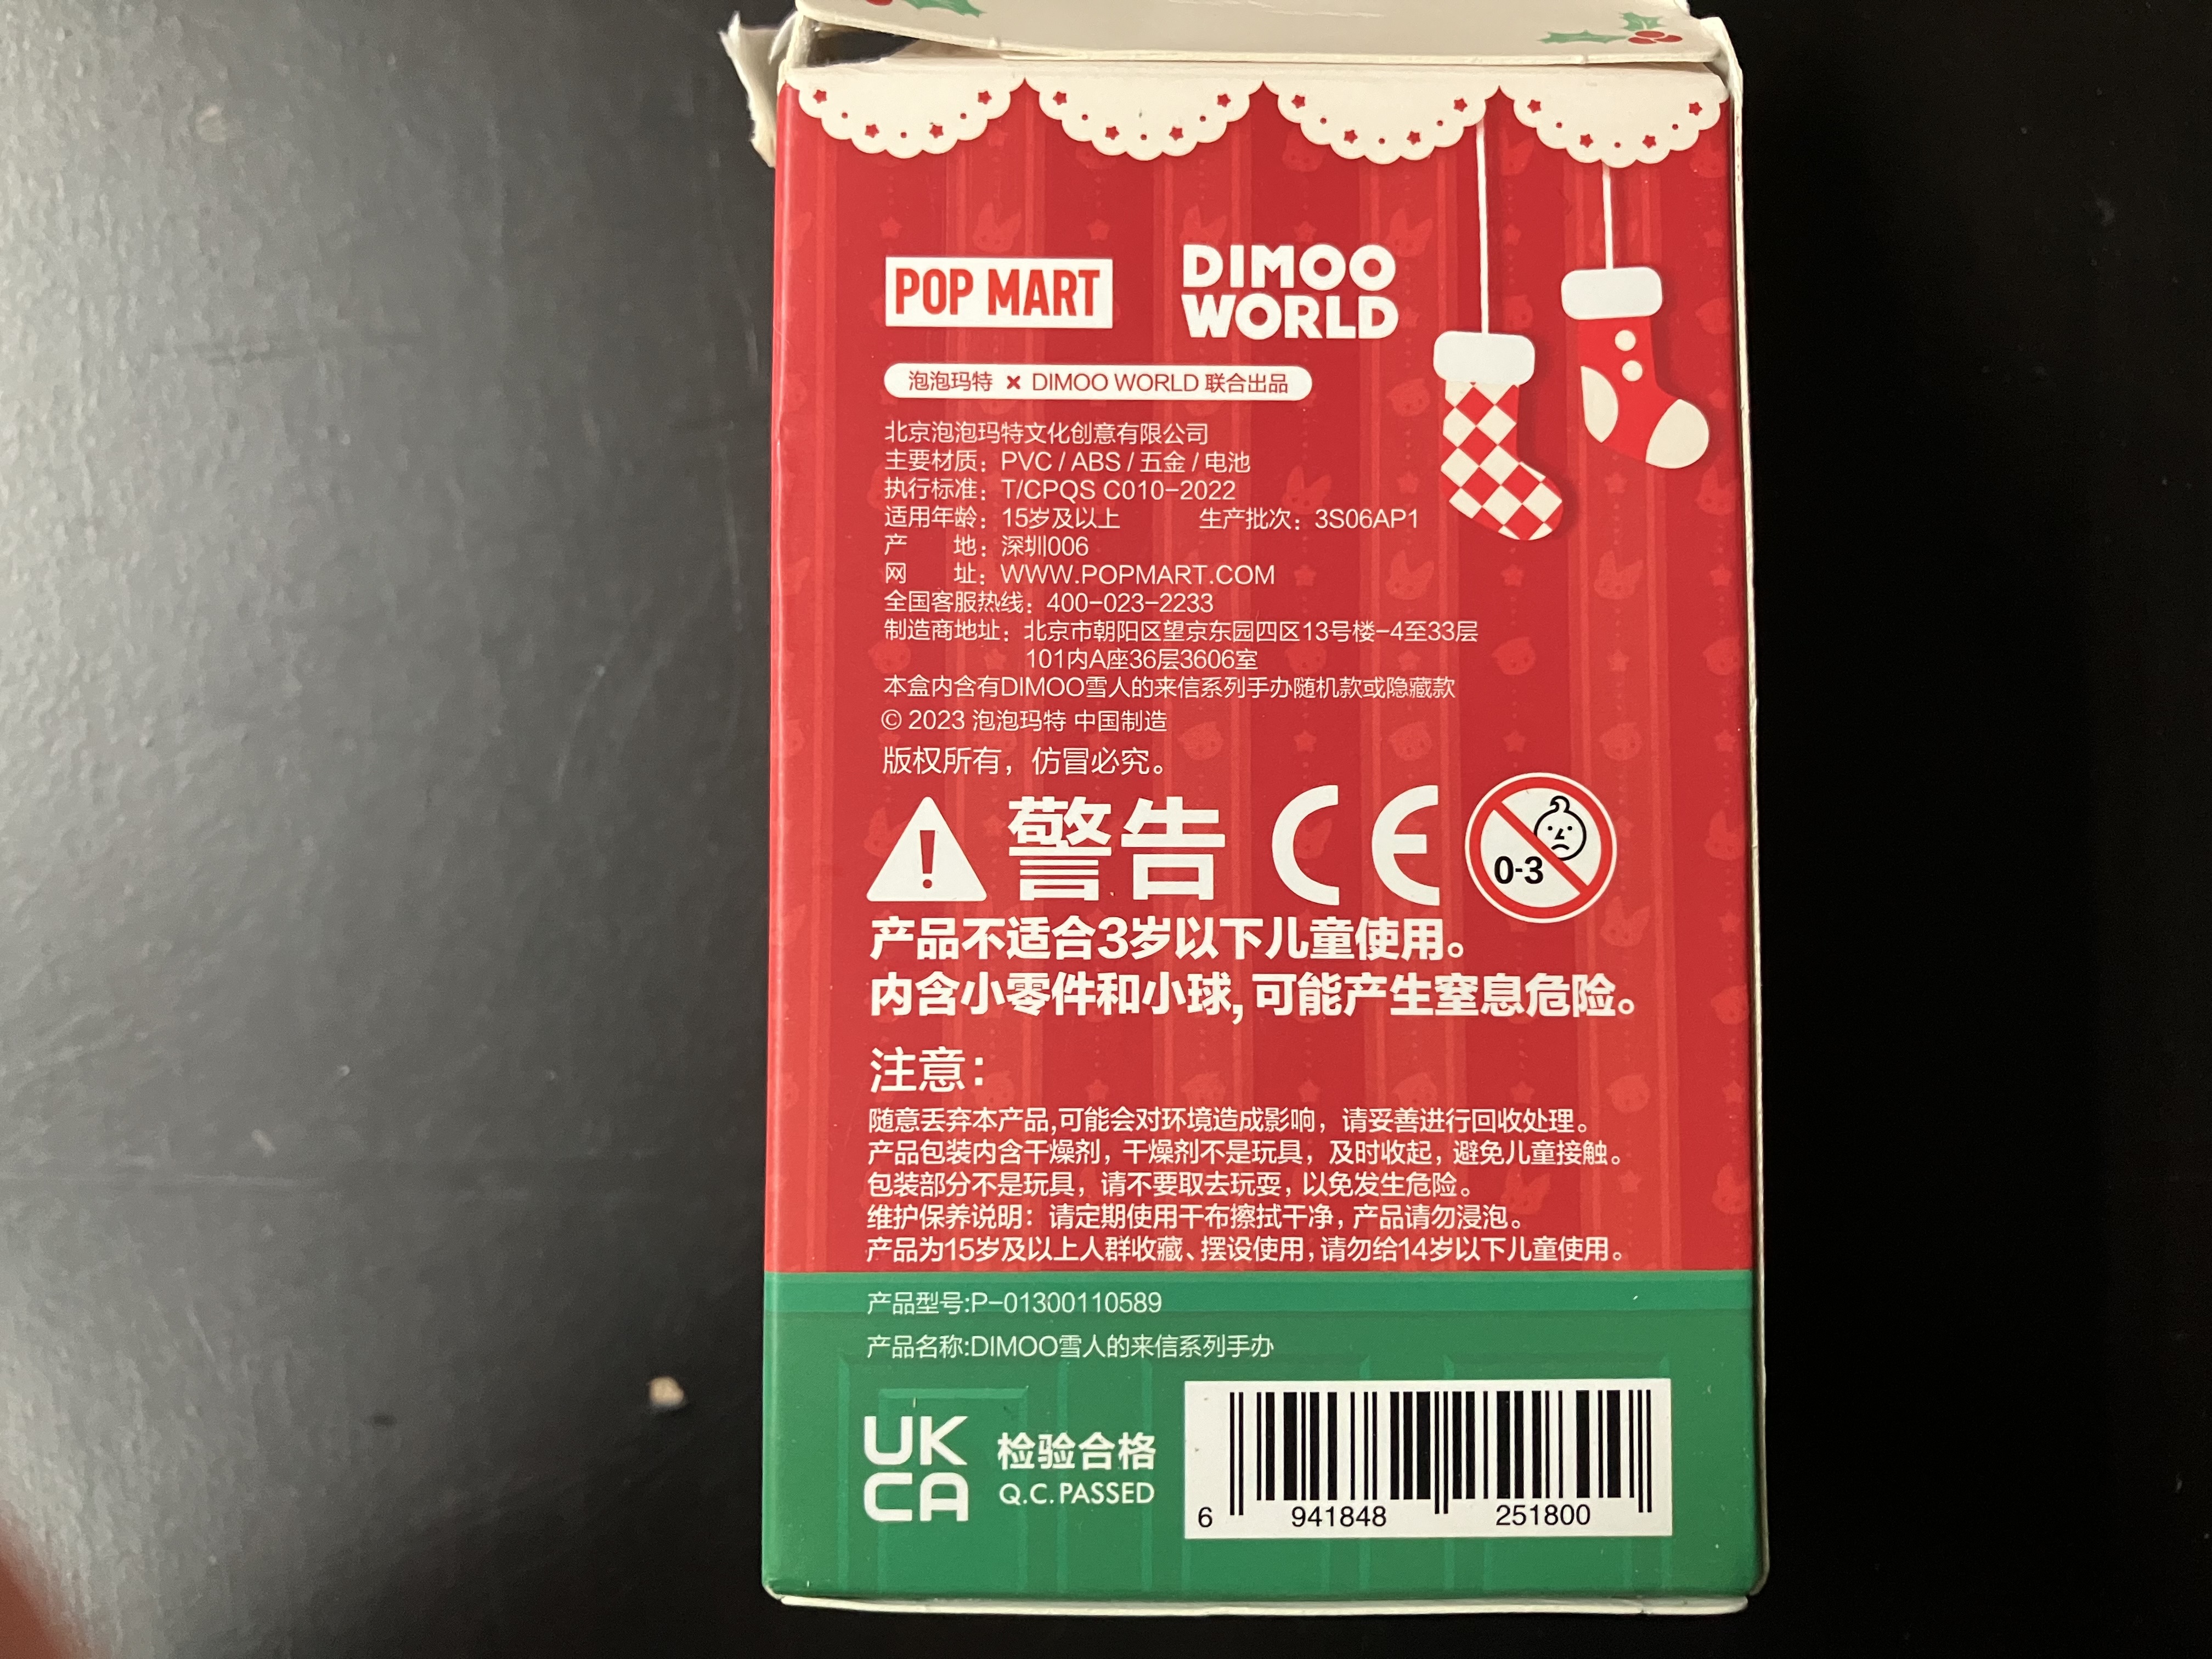 POP MART
DIMOO
WORLD
泡泡玛特 × DIMOO WORLD 联合出品
北京泡泡玛特文化创意有限公司
主要材质：PVC / ABS / 五金 / 电池
执行标准：T/CPQS C010-2022
适用年龄：15岁及以上 生产批次：3S06AP1
产 地：深圳006
网 址：WWW.POPMART.COM
全国客服热线：400-023-2233
制造商地址：北京市朝阳区望京东园四区13号楼-4至33层
101内A座36层3606室
本盒内含有DIMOO雪人的来信系列手办随机款或隐藏款
© 2023 泡泡玛特 中国制造
版权所有，仿冒必究。
! 警告 CE 0-3
产品不适合3岁以下儿童使用。
内含小零件和小球,可能产生窒息危险。
注意：
随意丢弃本产品,可能会对环境造成影响，请妥善进行回收处理。
产品包装内含干燥剂，干燥剂不是玩具，及时收起，避免儿童接触。
包装部分不是玩具，请不要取去玩耍，以免发生危险。
维护保养说明：请定期使用干布擦拭干净，产品请勿浸泡。
产品为15岁及以上人群收藏、摆设使用，请勿给14岁以下儿童使用。
产品型号:P-01300110589
产品名称:DIMOO雪人的来信系列手办
UK
CA
检验合格
Q.C.PASSED
6 941848 251800